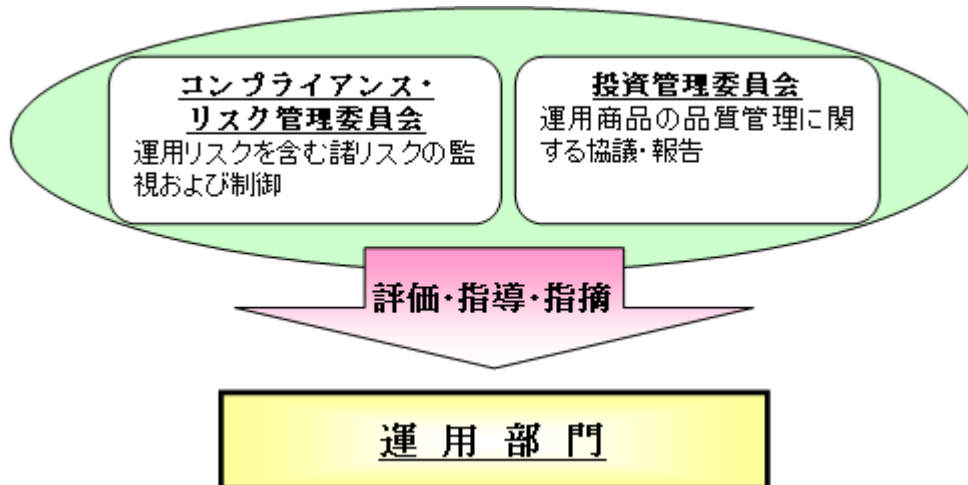 コンプライアンス・
リスク管理委員会
運用リスクを含む諸リスクの監
視および制御
投資管理委員会
運用商品の品質管理に関
する協議・報告
評価・指導・指摘
運用部門